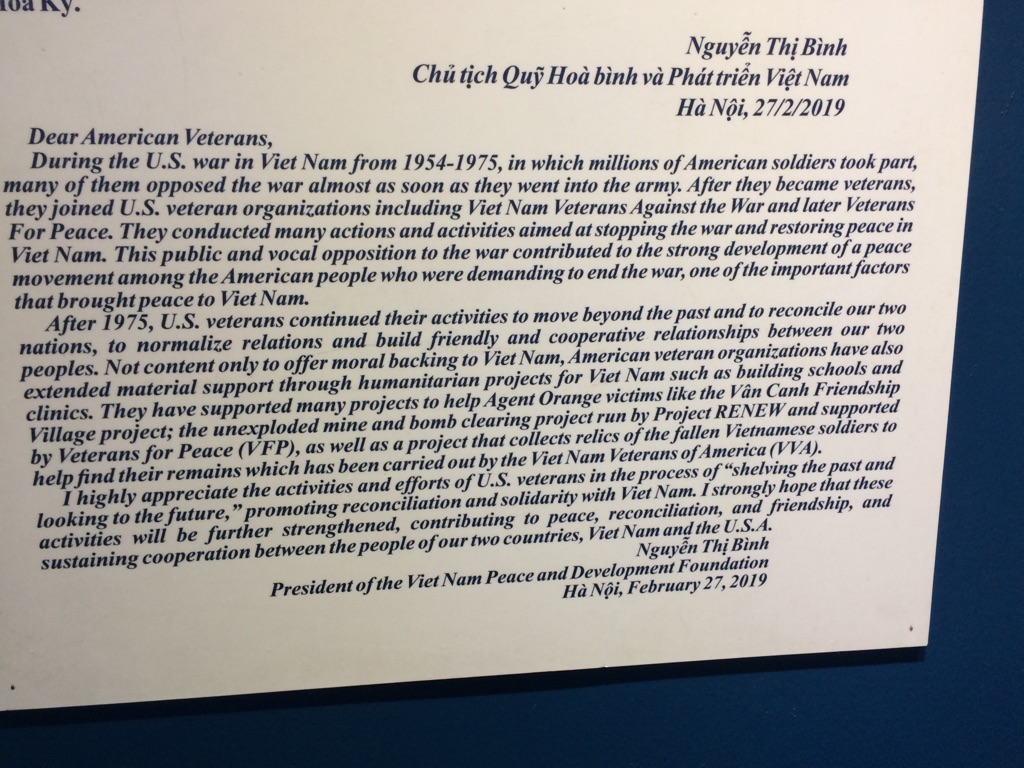 Nguyễn Thị Bình
Chủ tịch Quỹ Hoà bình và Phát triển Việt Nam
Hà Nội, 27/2/2019
Dear American Veterans,
During the U.S. war in Viet Nam from 1954-1975, in which millions of American soldiers took part,
many of them opposed the war almost as soon as they went into the army. After they became veterans,
they joined U.S. veteran organizations including Viet Nam Veterans Against the War and later Veterans
For Peace. They conducted many actions and activities aimed at stopping the war and restoring peace in
Viet Nam. This public and vocal opposition to the war contributed to the strong development of a peace
movement among the American people who were demanding to end the war, one of the important factors
that brought peace to Viet Nam.
After 1975, U.S. veterans continued their activities to move beyond the past and to reconcile our two
nations, to normalize relations and build friendly and cooperative relationships between our two
peoples. Not content only to offer moral backing to Viet Nam, American veteran organizations have also
extended material support through humanitarian projects for Viet Nam such as building schools and
clinics. They have supported many projects to help Agent Orange victims like the Vân Canh Friendship
Village project; the unexploded mine and bomb clearing project run by Project RENEW and supported
by Veterans for Peace (VFP), as well as a project that collects relics of the fallen Vietnamese soldiers to
help find their remains which has been carried out by the Viet Nam Veterans of America (VVA).
I highly appreciate the activities and efforts of U.S. veterans in the process of “shelving the past and
looking to the future,” promoting reconciliation and solidarity with Viet Nam. I strongly hope that these
activities will be further strengthened, contributing to peace, reconciliation, and friendship, and
sustaining cooperation between the people of our two countries, Viet Nam and the U.S.A.
Nguyễn Thị Bình
President of the Viet Nam Peace and Development Foundation
Hà Nội, February 27, 2019